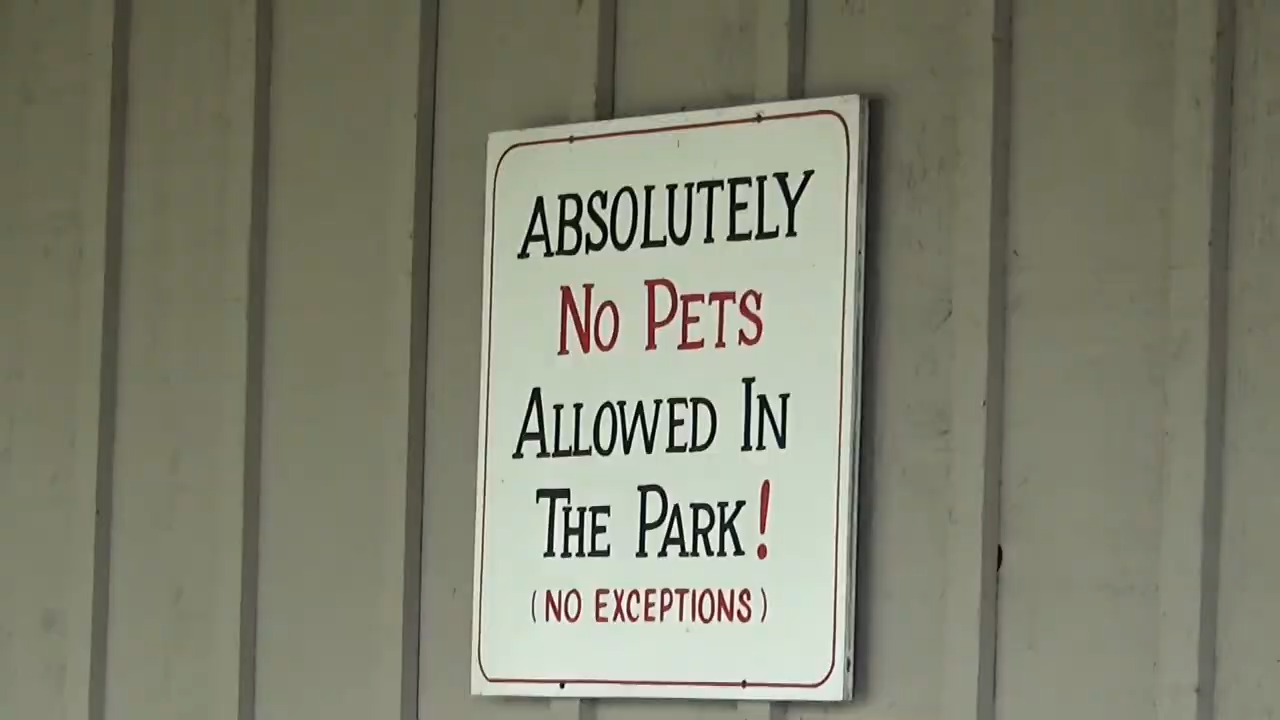 ABSOLUTELY
NO PETS
ALLOWED IN
THE PARK!
(NO EXCEPTIONS)